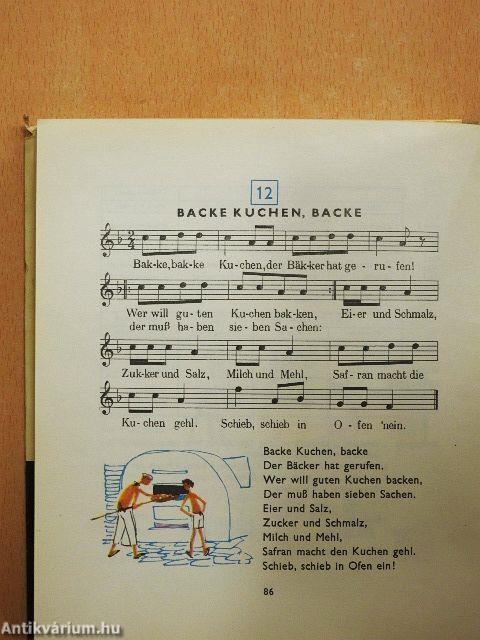 12
BACKE KUCHEN, BACKE
2/4
Bak-ke, bak-ke Ku-chen, der Bäk-ker hat ge-ru-fen!
Wer will gu-ten Ku-chen bak-ken, Ei-er und Schmalz,
der muß ha-ben sie-ben Sa-chen:
Zuk-ker und Salz, Milch und Mehl, Saf-ran macht die
Ku-chen gehl. Schieb, schieb in O-fen 'nein.
Backe Kuchen, backe
Der Bäcker hat gerufen.
Wer will guten Kuchen backen,
Der muß haben sieben Sachen.
Eier und Salz,
Zucker und Schmalz,
Milch und Mehl,
Safran macht den Kuchen gehl.
Schieb, schieb in Ofen ein!
86
Antikvárium.hu